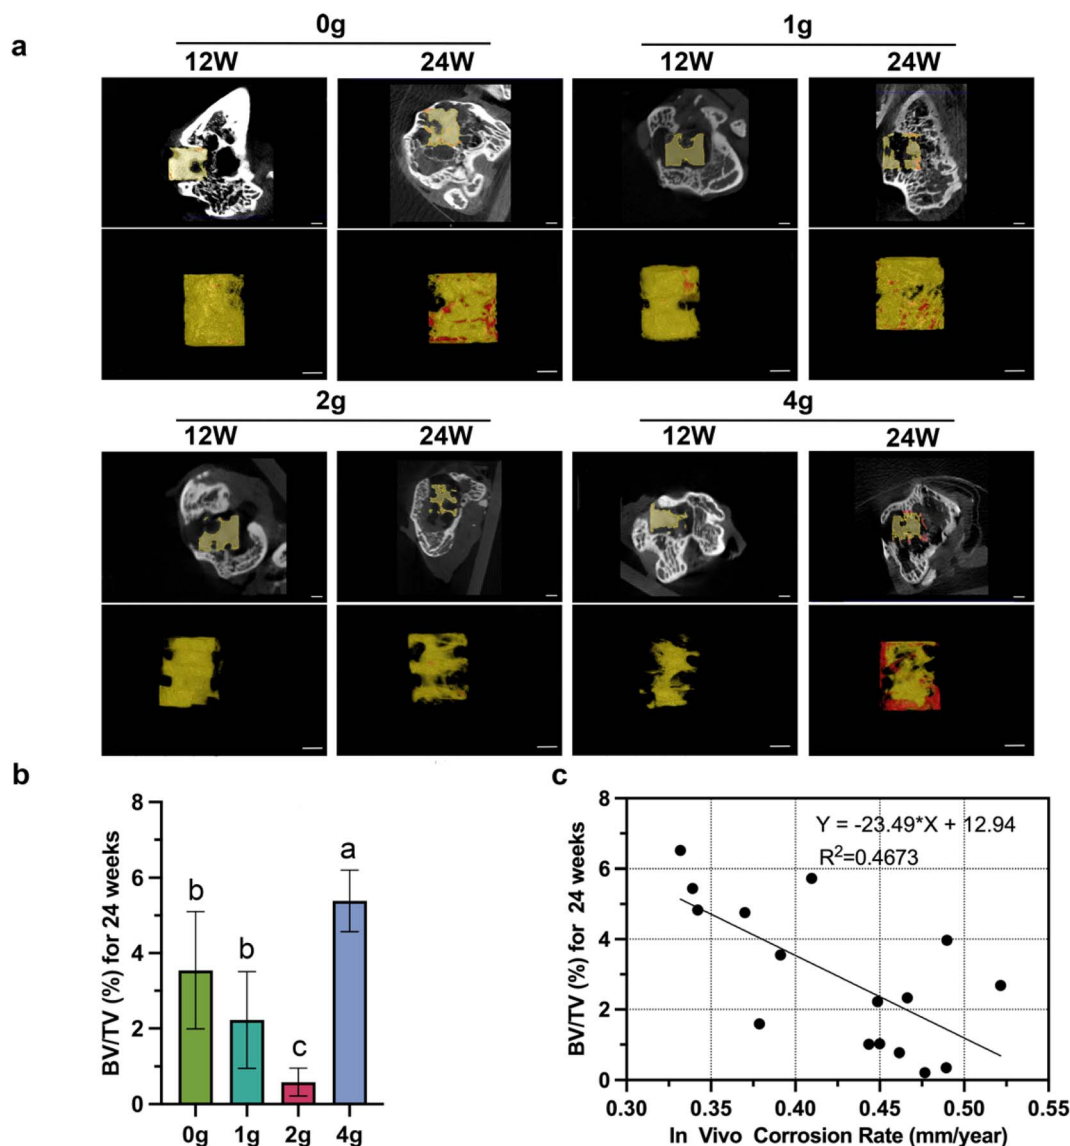 a
0g 1g
12W 24W 12W 24W
2g 4g
12W 24W 12W 24W
b
BV/TV (%) for 24 weeks
8
6
4
2
0
b b c a
0g 1g 2g 4g
c
BV/TV (%) for 24 weeks
8
6
4
2
0
Y = -23.49*X + 12.94
R²=0.4673
0.30 0.35 0.40 0.45 0.50 0.55
In Vivo Corrosion Rate (mm/year)